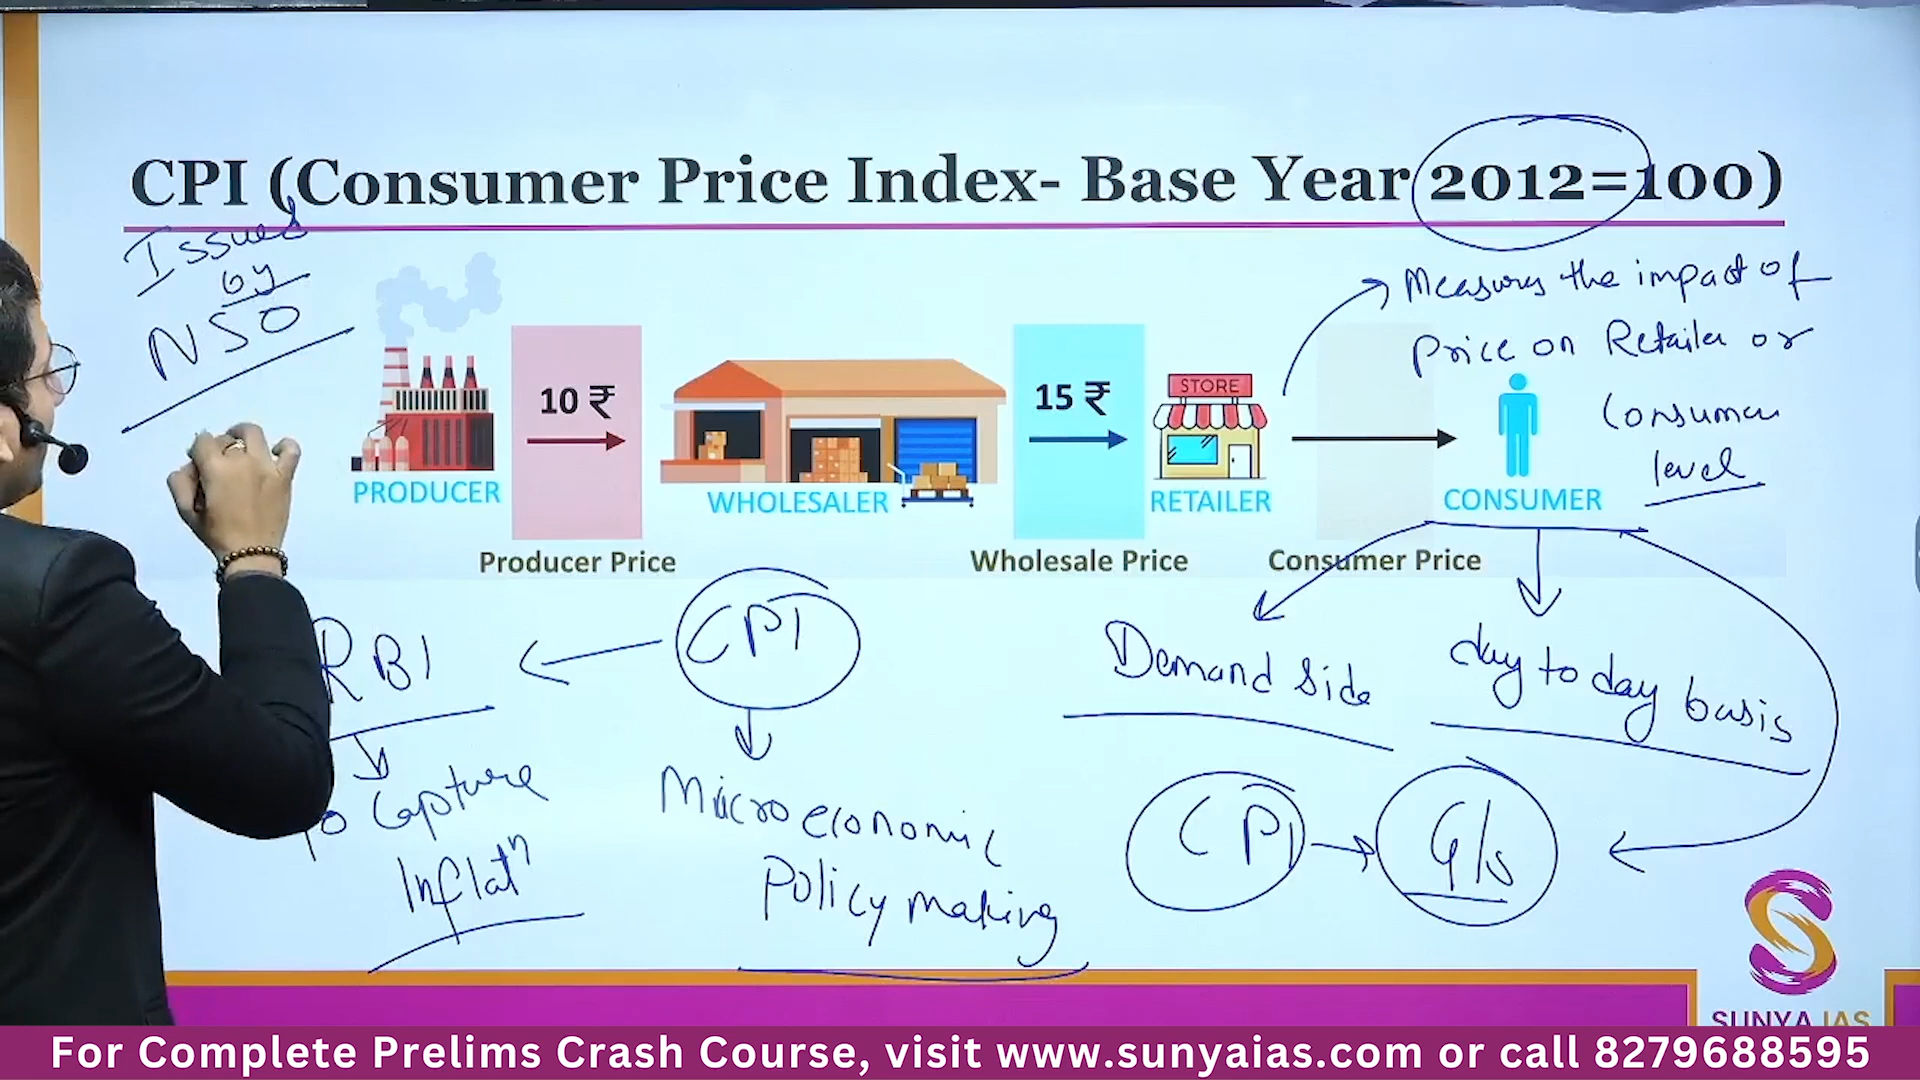 CPI (Consumer Price Index- Base Year 2012=100)
Issued
by
NSO
Measures the impact of
Price on Retailer or
Consumer
level
10 ₹
15 ₹
STORE
PRODUCER
WHOLESALER
RETAILER
CONSUMER
Producer Price
Wholesale Price
Consumer Price
RBI
CPI
Demand Side
day to day basis
To Capture
Inflatⁿ
Macroeconomic
Policy making
CPI
G/s
SUNYA IAS
For Complete Prelims Crash Course, visit www.sunyaias.com or call 8279688595